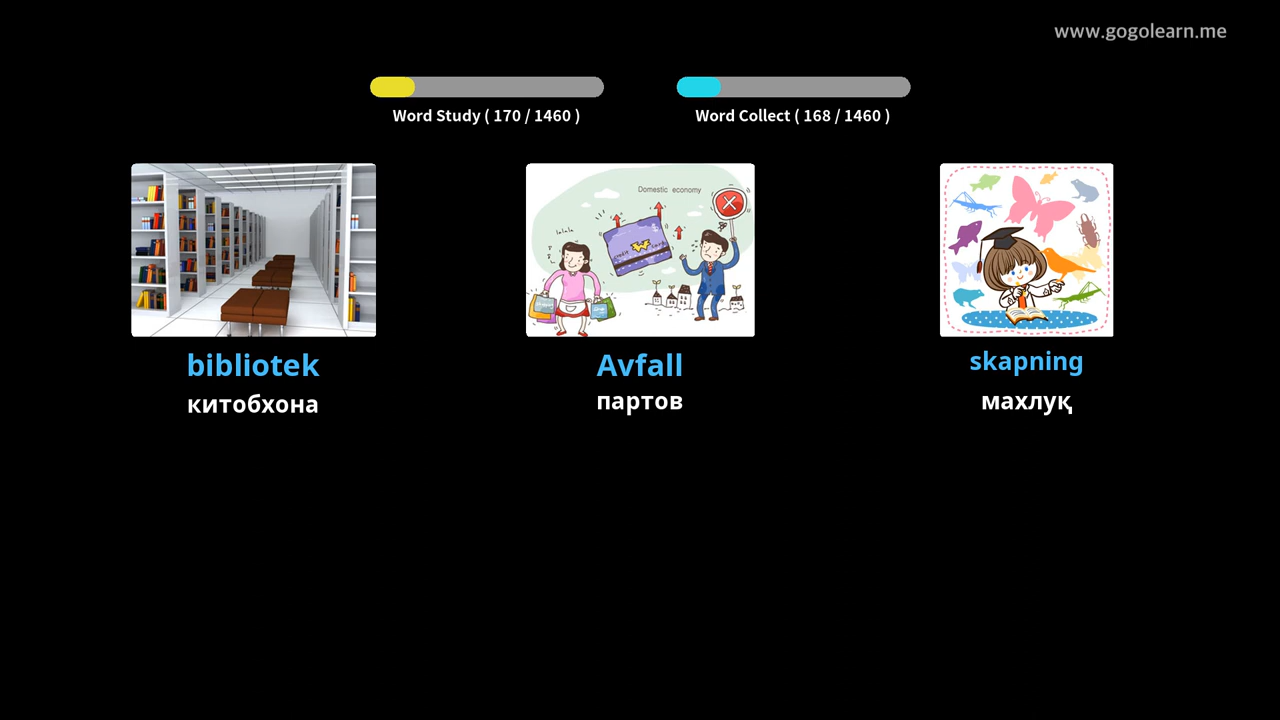 www.gogolearn.me
Word Study ( 170 / 1460 )
Word Collect ( 168 / 1460 )
Domestic economy
lalala
bibliotek
Avfall
skapning
китобхона
партов
махлуқ